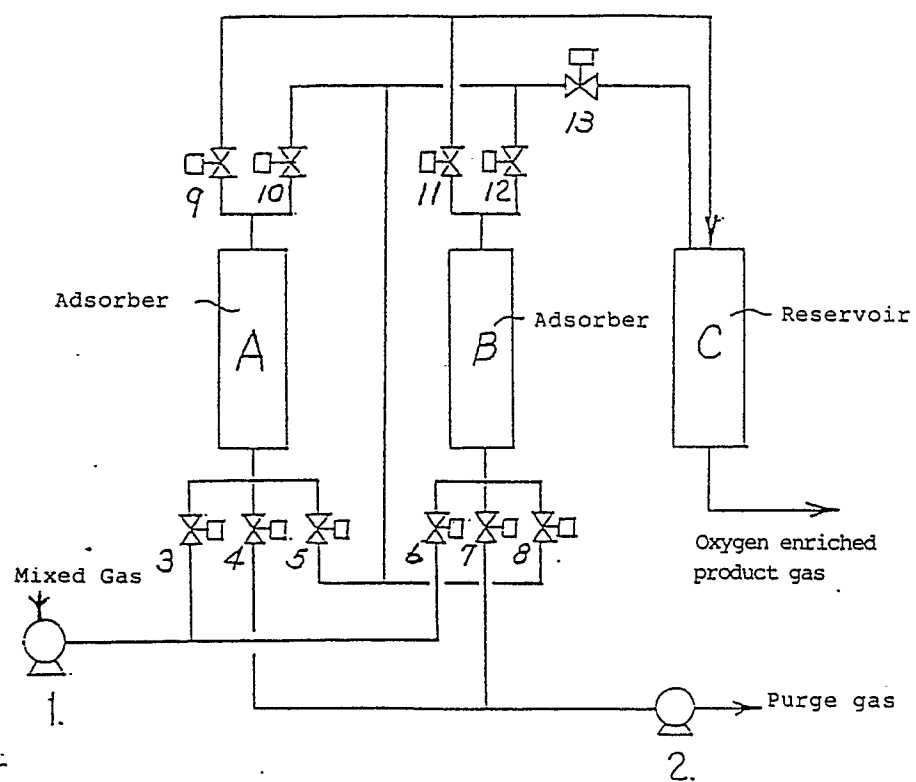 13
9
10
11
12
Adsorber
A
Adsorber
B
Reservoir
C
3
4
5
6
7
8
Mixed Gas
Oxygen enriched
product gas
1.
Purge gas
2.